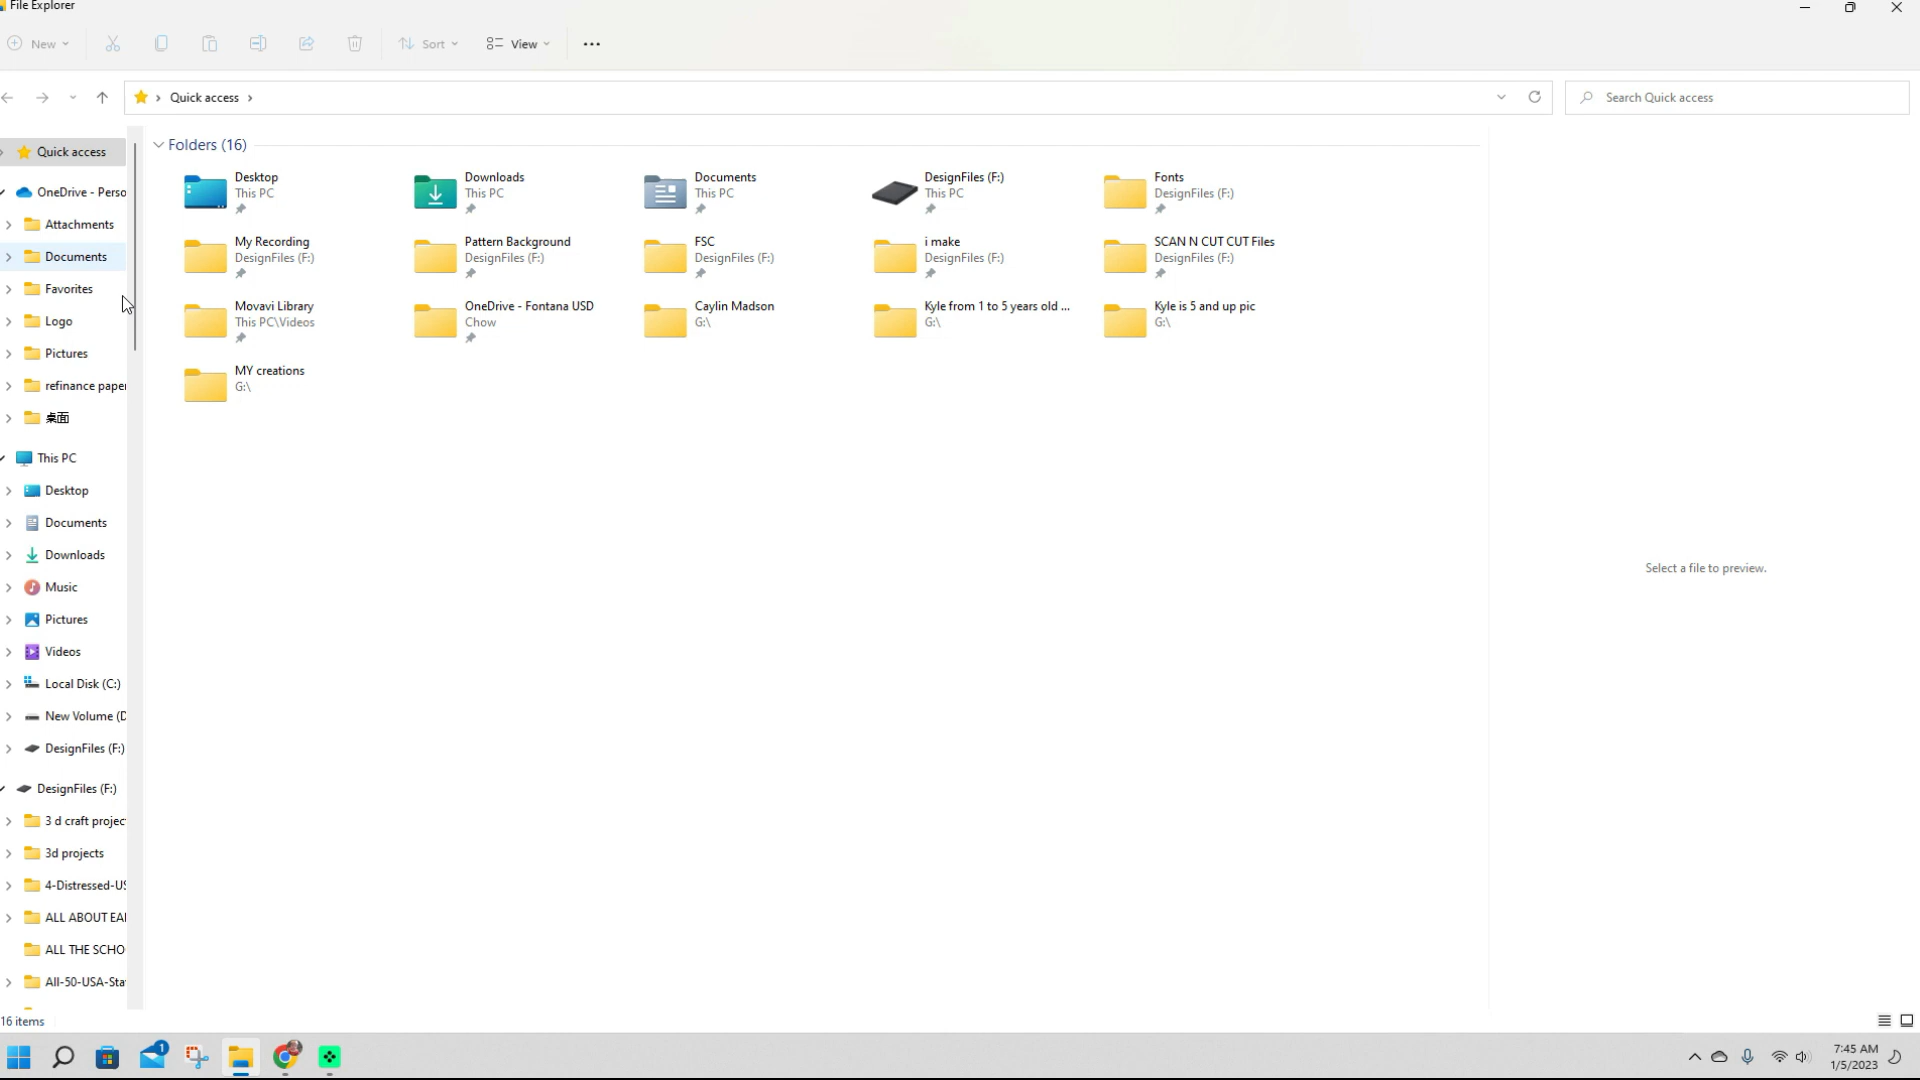 File Explorer
New
Sort
View
Quick access
Search Quick access
Quick access
OneDrive - Perso
Attachments
Documents
Favorites
Logo
Pictures
refinance paper
桌面
This PC
Desktop
Documents
Downloads
Music
Pictures
Videos
Local Disk (C:)
New Volume (D
DesignFiles (F:)
DesignFiles (F:)
3 d craft projec
3d projects
4-Distressed-US
ALL ABOUT EA
ALL THE SCHO
All-50-USA-Sta
Folders (16)
Desktop
This PC
Downloads
This PC
Documents
This PC
DesignFiles (F:)
This PC
Fonts
DesignFiles (F:)
My Recording
DesignFiles (F:)
Pattern Background
DesignFiles (F:)
FSC
DesignFiles (F:)
i make
DesignFiles (F:)
SCAN N CUT CUT Files
DesignFiles (F:)
Movavi Library
This PC\Videos
OneDrive - Fontana USD
Chow
Caylin Madson
G:\
Kyle from 1 to 5 years old ...
G:\
Kyle is 5 and up pic
G:\
MY creations
G:\
Select a file to preview.
16 items
1
7:45 AM
1/5/2023